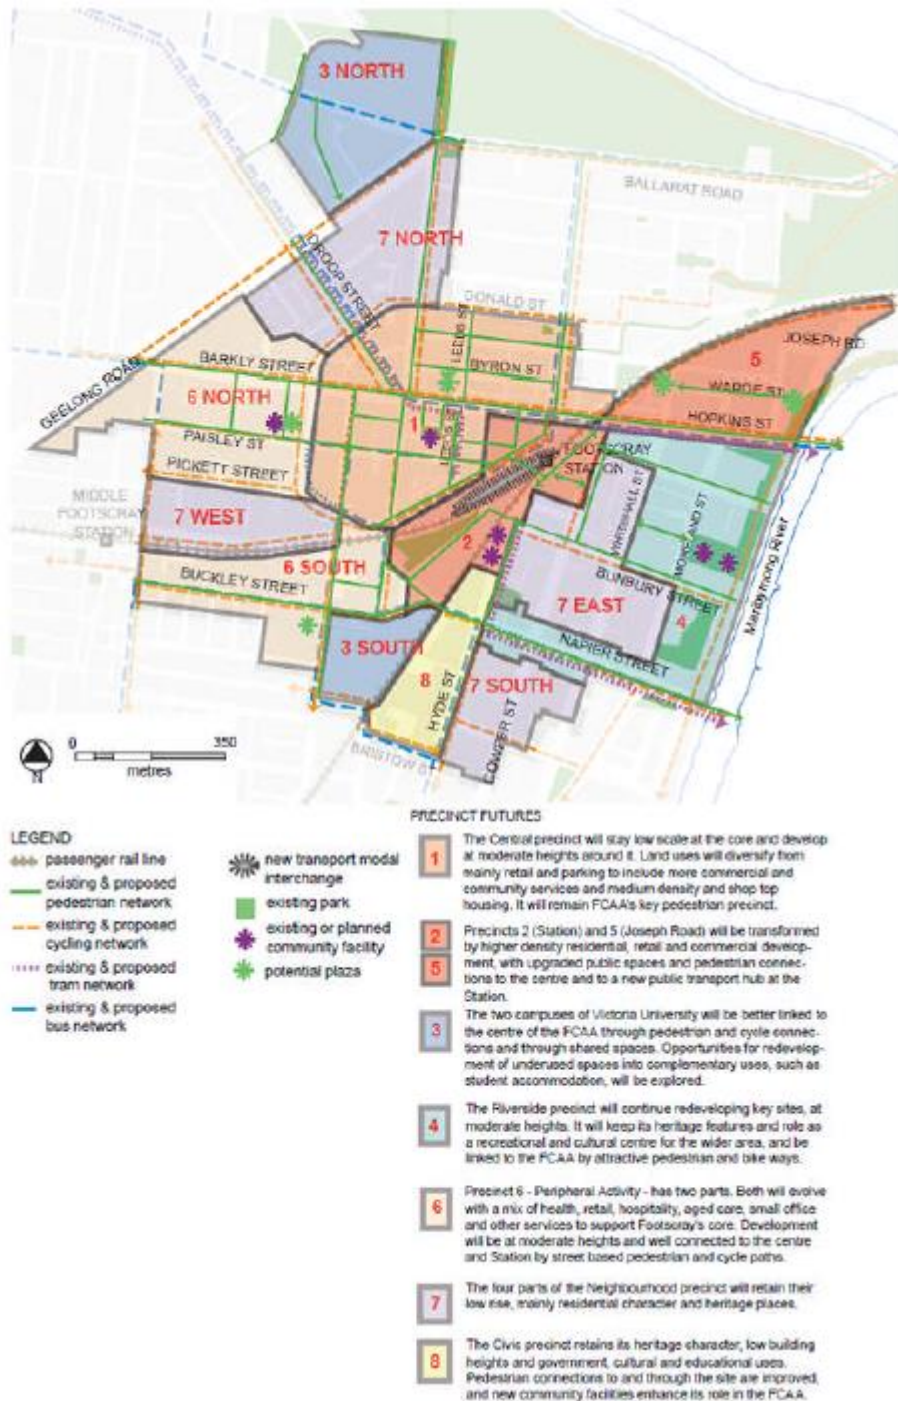 3 NORTH
BALLARAT ROAD
7 NORTH
DROOP STREET
DONALD ST
LEEDS ST
BYRON ST
JOSEPH RD
5
WARDE ST
HOPKINS ST
BARKLY STREET
GEELONG ROAD
6 NORTH
1
PAISLEY ST
PICKETT STREET
FOOTSCRAY
STATION
WHITEHALL ST
MORELAND ST
MIDDLE
FOOTSCRAY
STATION
7 WEST
2
6 SOUTH
BUCKLEY STREET
BUNBURY STREET
Maribyrnong River
7 EAST
4
NAPIER STREET
3 SOUTH
8
HYDE ST
7 SOUTH
COWPER ST
BRISTOW ST
0 350
metres
N
PRECINCT FUTURES
LEGEND
passenger rail line
existing & proposed
pedestrian network
existing & proposed
cycling network
existing & proposed
tram network
existing & proposed
bus network
new transport modal
interchange
existing park
existing or planned
community facility
potential plaza
1
The Central precinct will stay low scale at the core and develop
at moderate heights around it. Land uses will diversify from
mainly retail and parking to include more commercial and
community services and medium density and shop top
housing. It will remain FCAA's key pedestrian precinct.
2
5
Precincts 2 (Station) and 5 (Joseph Road) will be transformed
by higher density residential, retail and commercial develop-
ment, with upgraded public spaces and pedestrian connec-
tions to the centre and to a new public transport hub at the
Station.
3
The two campuses of Victoria University will be better linked to
the centre of the FCAA through pedestrian and cycle connec-
tions and through shared spaces. Opportunities for redevelop-
ment of underused spaces into complementary uses, such as
student accommodation, will be explored.
4
The Riverside precinct will continue redeveloping key sites, at
moderate heights. It will keep its heritage features and role as
a recreational and cultural centre for the wider area, and be
linked to the FCAA by attractive pedestrian and bike ways.
6
Precinct 6 - Peripheral Activity - has two parts. Both will evolve
with a mix of health, retail, hospitality, aged care, small office
and other services to support Footscray's core. Development
will be at moderate heights and well connected to the centre
and Station by street based pedestrian and cycle paths.
7
The four parts of the Neighbourhood precinct will retain their
low rise, mainly residential character and heritage places.
8
The Civic precinct retains its heritage character, low building
heights and government, cultural and educational uses.
Pedestrian connections to and through the site are improved,
and new community facilities enhance its role in the FCAA.